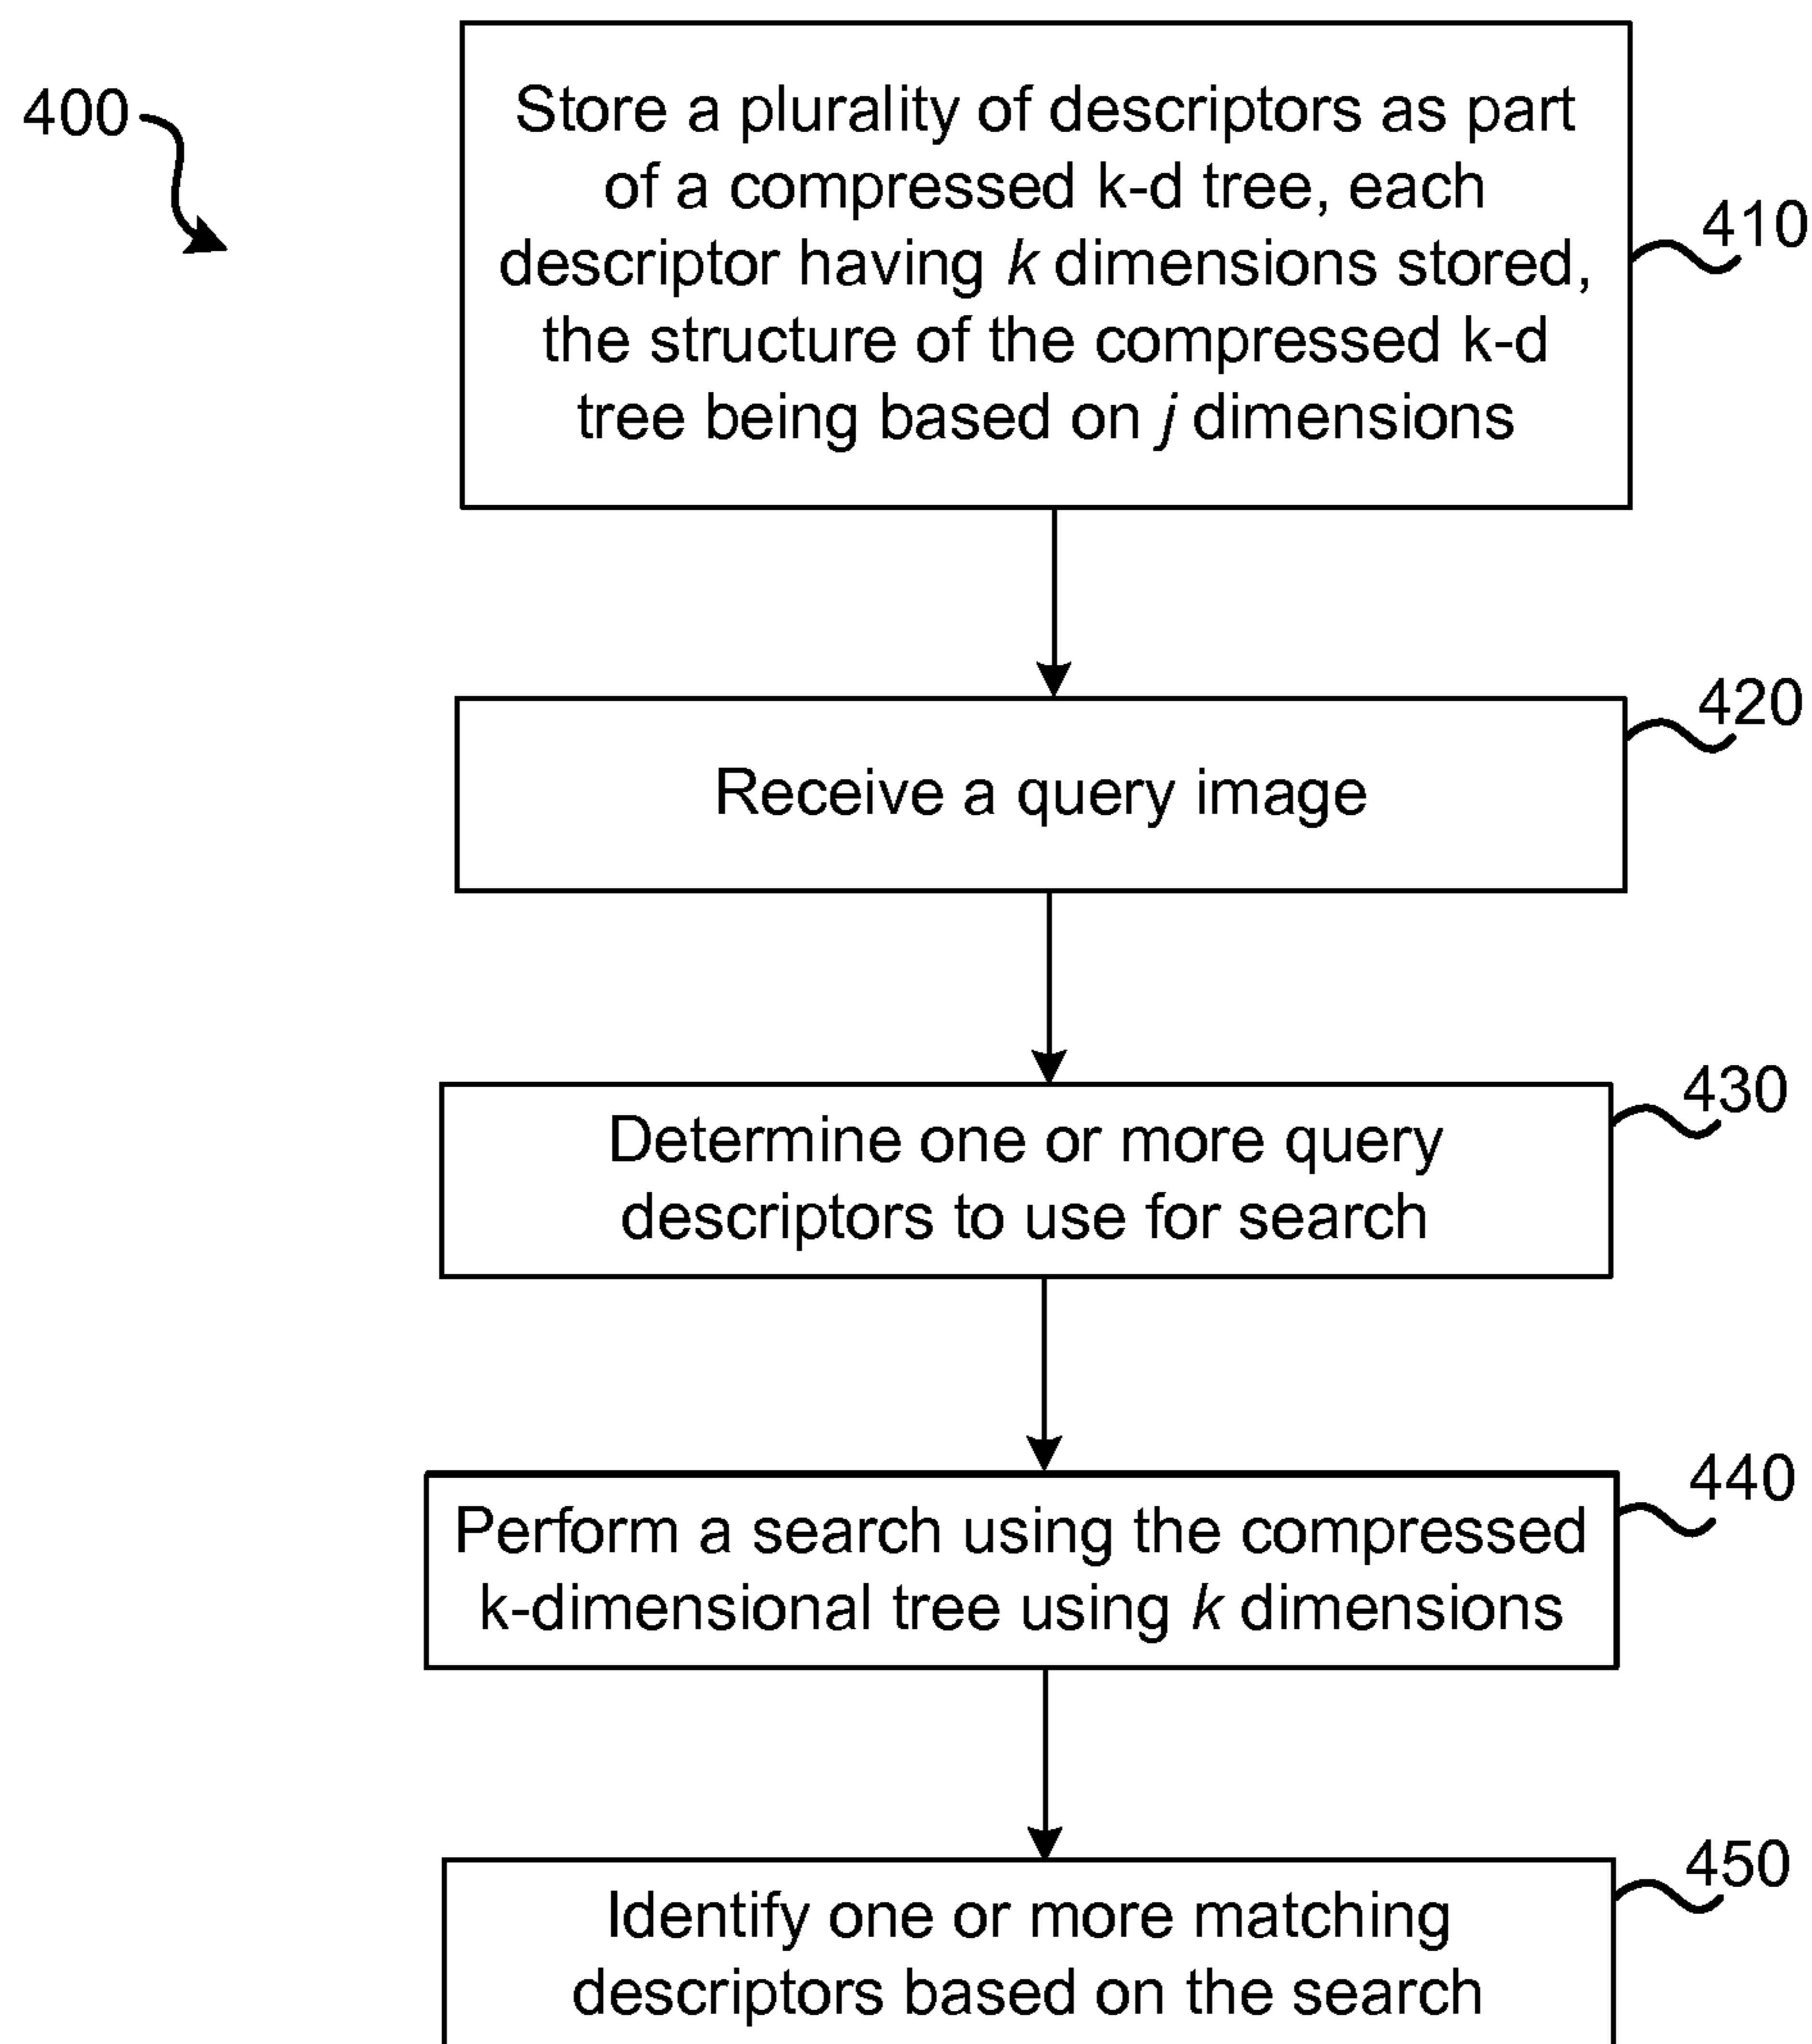 400
Store a plurality of descriptors as part
of a compressed k-d tree, each
descriptor having k dimensions stored,
the structure of the compressed k-d
tree being based on j dimensions
410
Receive a query image
420
Determine one or more query
descriptors to use for search
430
Perform a search using the compressed
k-dimensional tree using k dimensions
440
Identify one or more matching
descriptors based on the search
450